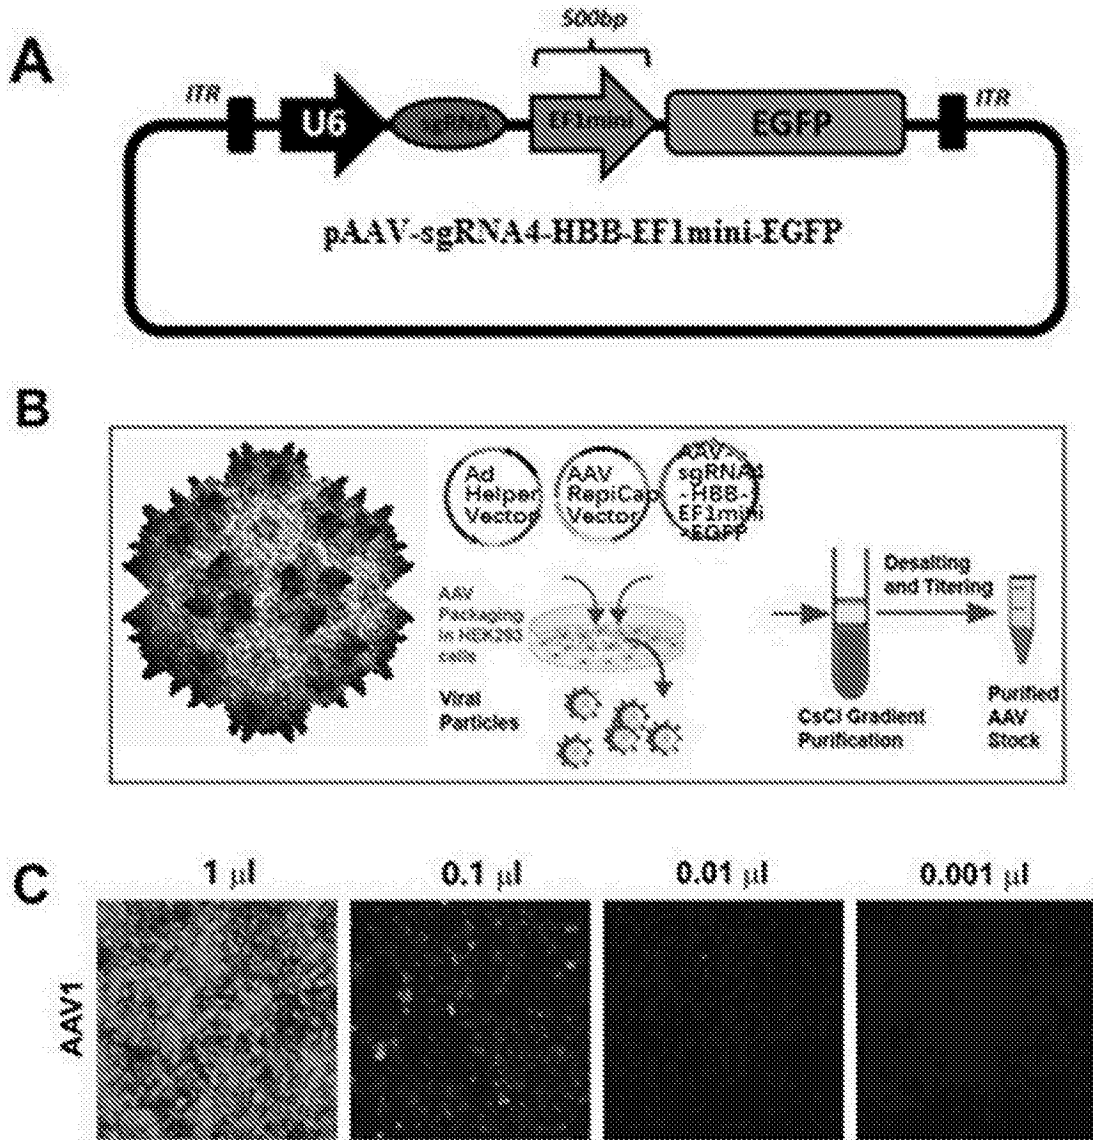 A
500bp
ITR
U6
sgRNA
EF1mini
EGFP
ITR
pAAV-sgRNA4-HBB-EF1mini-EGFP
B
Ad
Helper
Vector
AAV
RepiCap
Vector
AAV-
sgRNA4
-HBB-
EF1mini
-EGFP
AAV
Packaging
in HEK293
cells
Viral
Particles
Desalting
and Titering
CsCl Gradient
Purification
Purified
AAV
Stock
C
1 µl
0.1 µl
0.01 µl
0.001 µl
AAV1